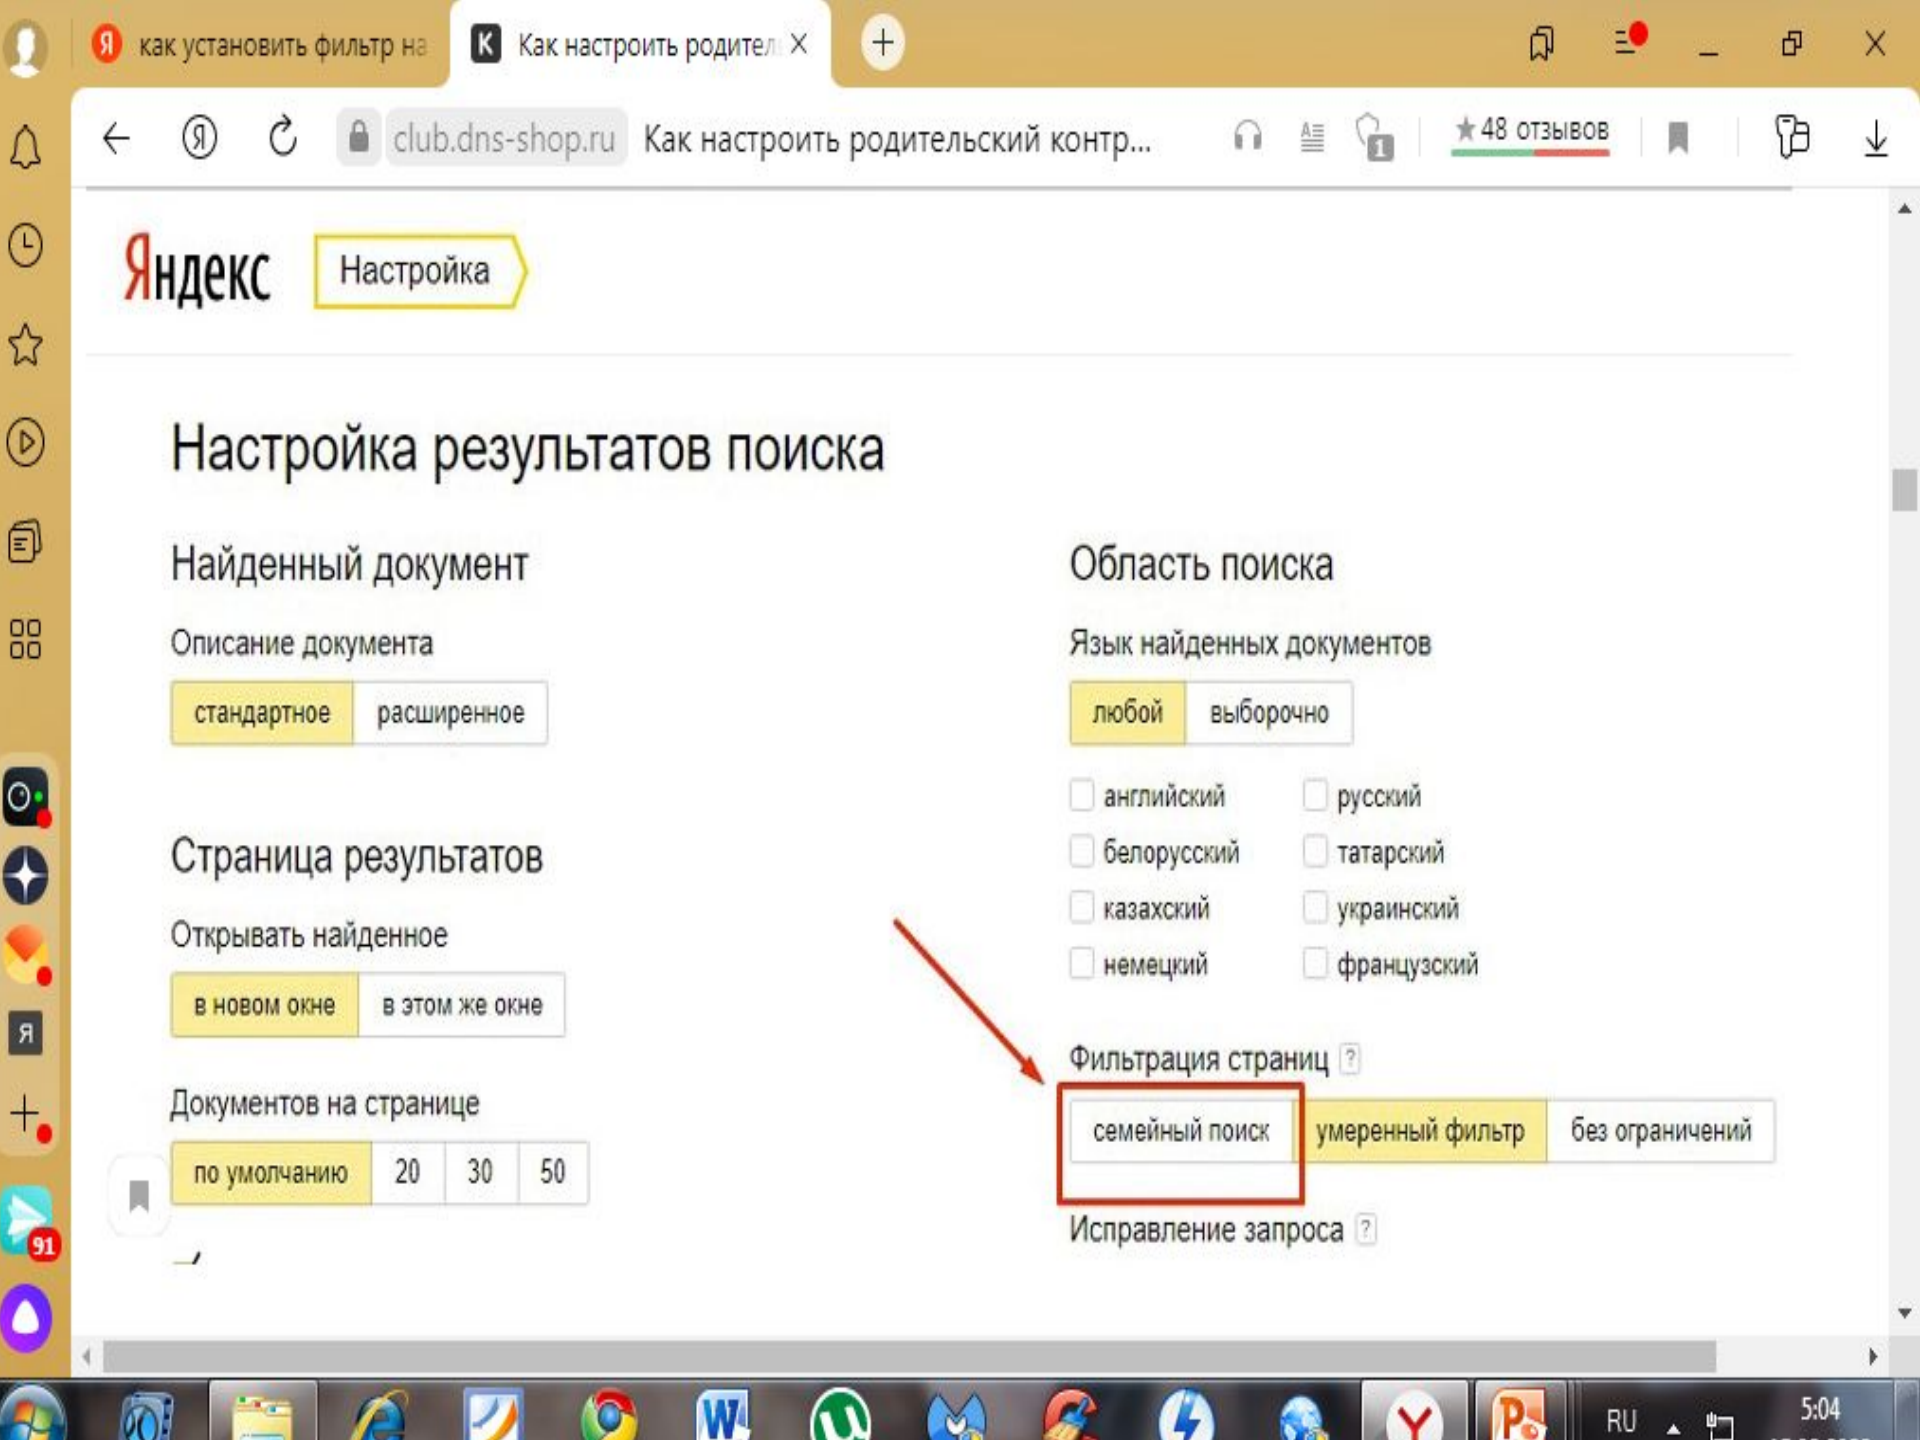 как установить фильтр на
Как настроить родител
club.dns-shop.ru Как настроить родительский контр...
★48 отзывов
Яндекс
Настройка
Настройка результатов поиска
Найденный документ
Описание документа
стандартное расширенное
Страница результатов
Открывать найденное
в новом окне в этом же окне
Документов на странице
по умолчанию 20 30 50
Область поиска
Язык найденных документов
любой выборочно
английский русский
белорусский татарский
казахский украинский
немецкий французский
Фильтрация страниц ?
семейный поиск умеренный фильтр без ограничений
Исправление запроса ?
91
RU
5:04